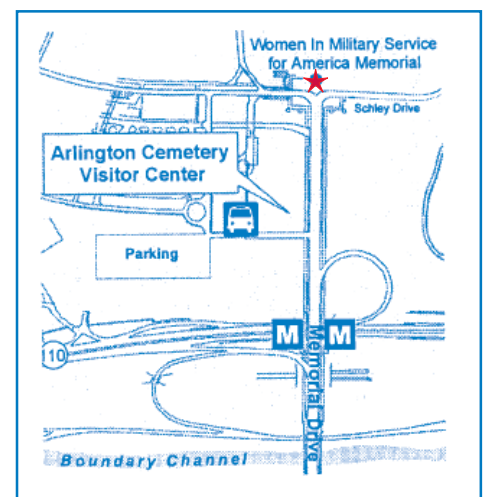 Women In Military Service
for America Memorial
Schley Drive
Arlington Cemetery
Visitor Center
Parking
M
M
110
Memorial Drive
Boundary Channel